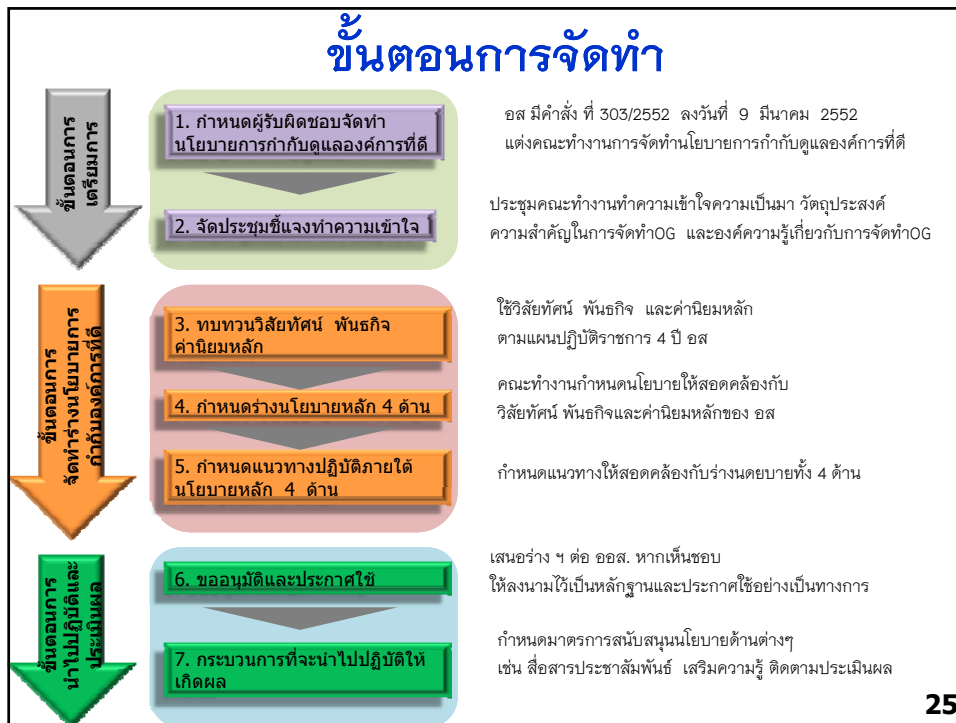 ขั้นตอนการจัดทำ
ขั้นตอนการ
เตรียมการ
1. กำหนดผู้รับผิดชอบจัดทำ
นโยบายการกำกับดูแลองค์การที่ดี
อส มีคำสั่ง ที่ 303/2552 ลงวันที่ 9 มีนาคม 2552
แต่งคณะทำงานการจัดทำนโยบายการกำกับดูแลองค์การที่ดี
2. จัดประชุมชี้แจงทำความเข้าใจ
ประชุมคณะทำงานทำความเข้าใจความเป็นมา วัตถุประสงค์
ความสำคัญในการจัดทำOG และองค์ความรู้เกี่ยวกับการจัดทำOG
ขั้นตอนการ
จัดทำร่างนโยบายการ
กำกับองค์การที่ดี
3. ทบทวนวิสัยทัศน์ พันธกิจ
ค่านิยมหลัก
ใช้วิสัยทัศน์ พันธกิจ และค่านิยมหลัก
ตามแผนปฏิบัติราชการ 4 ปี อส
4. กำหนดร่างนโยบายหลัก 4 ด้าน
คณะทำงานกำหนดนโยบายให้สอดคล้องกับ
วิสัยทัศน์ พันธกิจและค่านิยมหลักของ อส
5. กำหนดแนวทางปฏิบัติภายใต้
นโยบายหลัก 4 ด้าน
กำหนดแนวทางให้สอดคล้องกับร่างนดยบายทั้ง 4 ด้าน
ขั้นตอนการ
นำไปปฏิบัติและ
ประเมินผล
6. ขออนุมัติและประกาศใช้
เสนอร่าง ฯ ต่อ ออส. หากเห็นชอบ
ให้ลงนามไว้เป็นหลักฐานและประกาศใช้อย่างเป็นทางการ
7. กระบวนการที่จะนำไปปฏิบัติให้
เกิดผล
กำหนดมาตรการสนับสนุนนโยบายด้านต่างๆ
เช่น สื่อสารประชาสัมพันธ์ เสริมความรู้ ติดตามประเมินผล
25